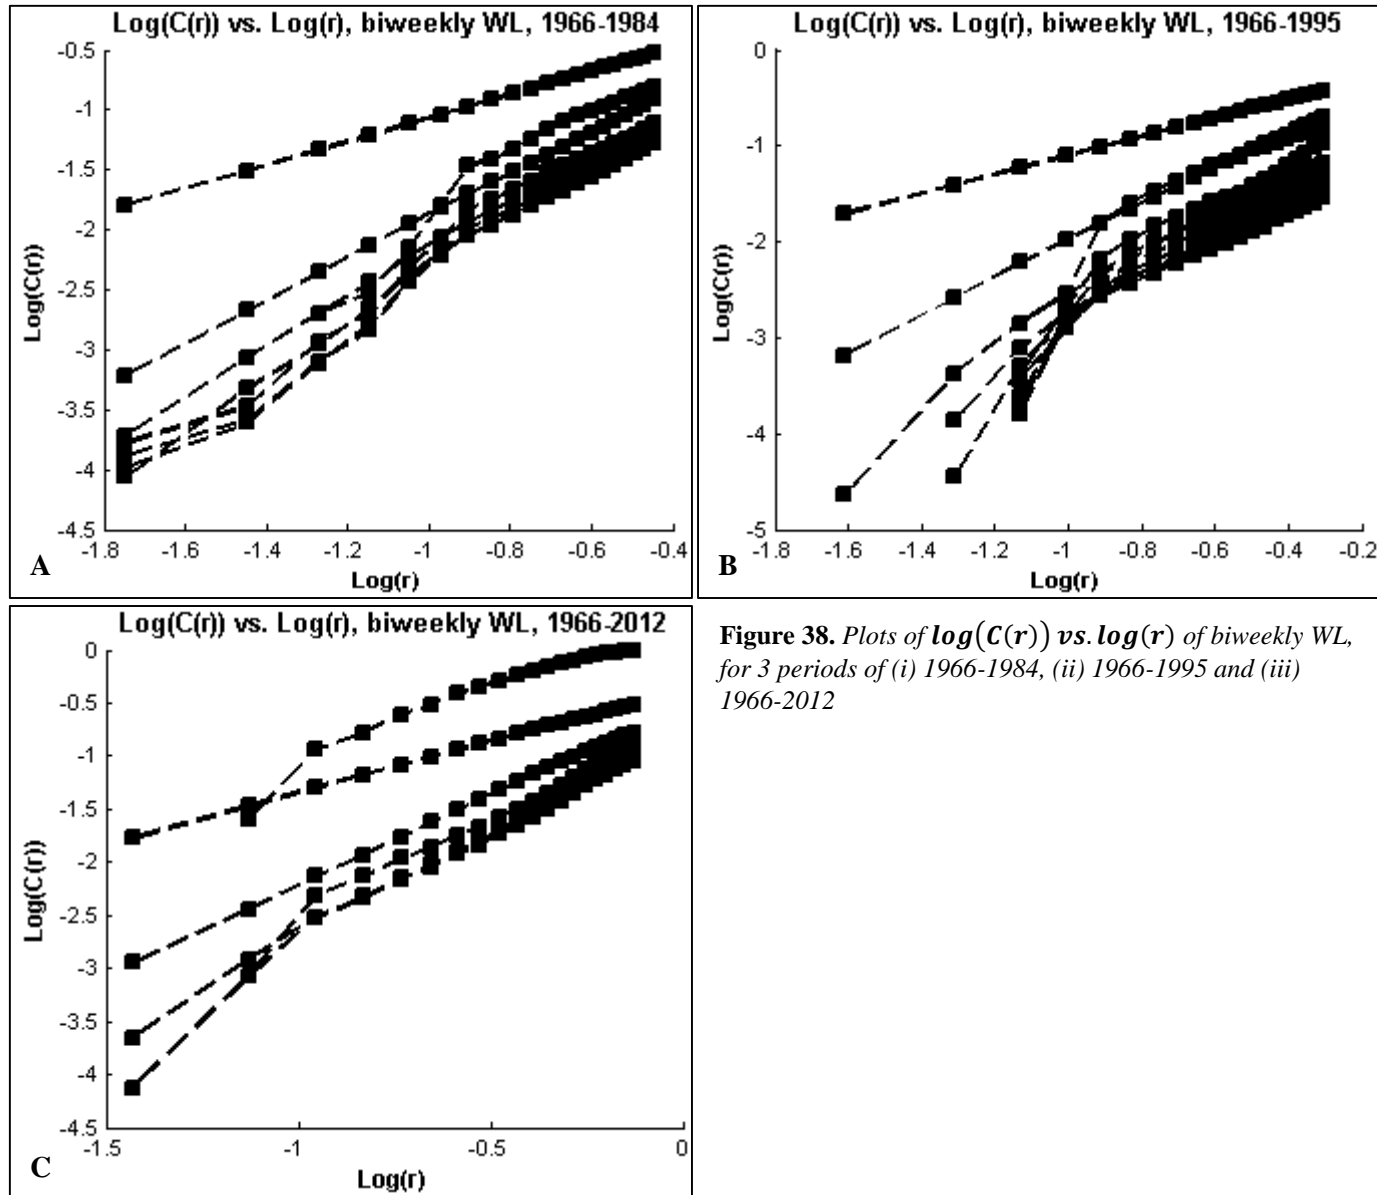 Log(C(r)) vs. Log(r), biweekly WL, 1966-1984
-0.5
-1
-1.5
-2
-2.5
-3
-3.5
-4
-4.5
Log(C(r))
-1.8 -1.6 -1.4 -1.2 -1 -0.8 -0.6 -0.4
Log(r)
A
Log(C(r)) vs. Log(r), biweekly WL, 1966-1995
0
-1
-2
-3
-4
-5
Log(C(r))
-1.8 -1.6 -1.4 -1.2 -1 -0.8 -0.6 -0.4 -0.2
Log(r)
B
Log(C(r)) vs. Log(r), biweekly WL, 1966-2012
0
-0.5
-1
-1.5
-2
-2.5
-3
-3.5
-4
-4.5
Log(C(r))
-1.5 -1 -0.5 0
Log(r)
C
Figure 38. Plots of log(C(r)) vs. log(r) of biweekly WL,
for 3 periods of (i) 1966-1984, (ii) 1966-1995 and (iii)
1966-2012